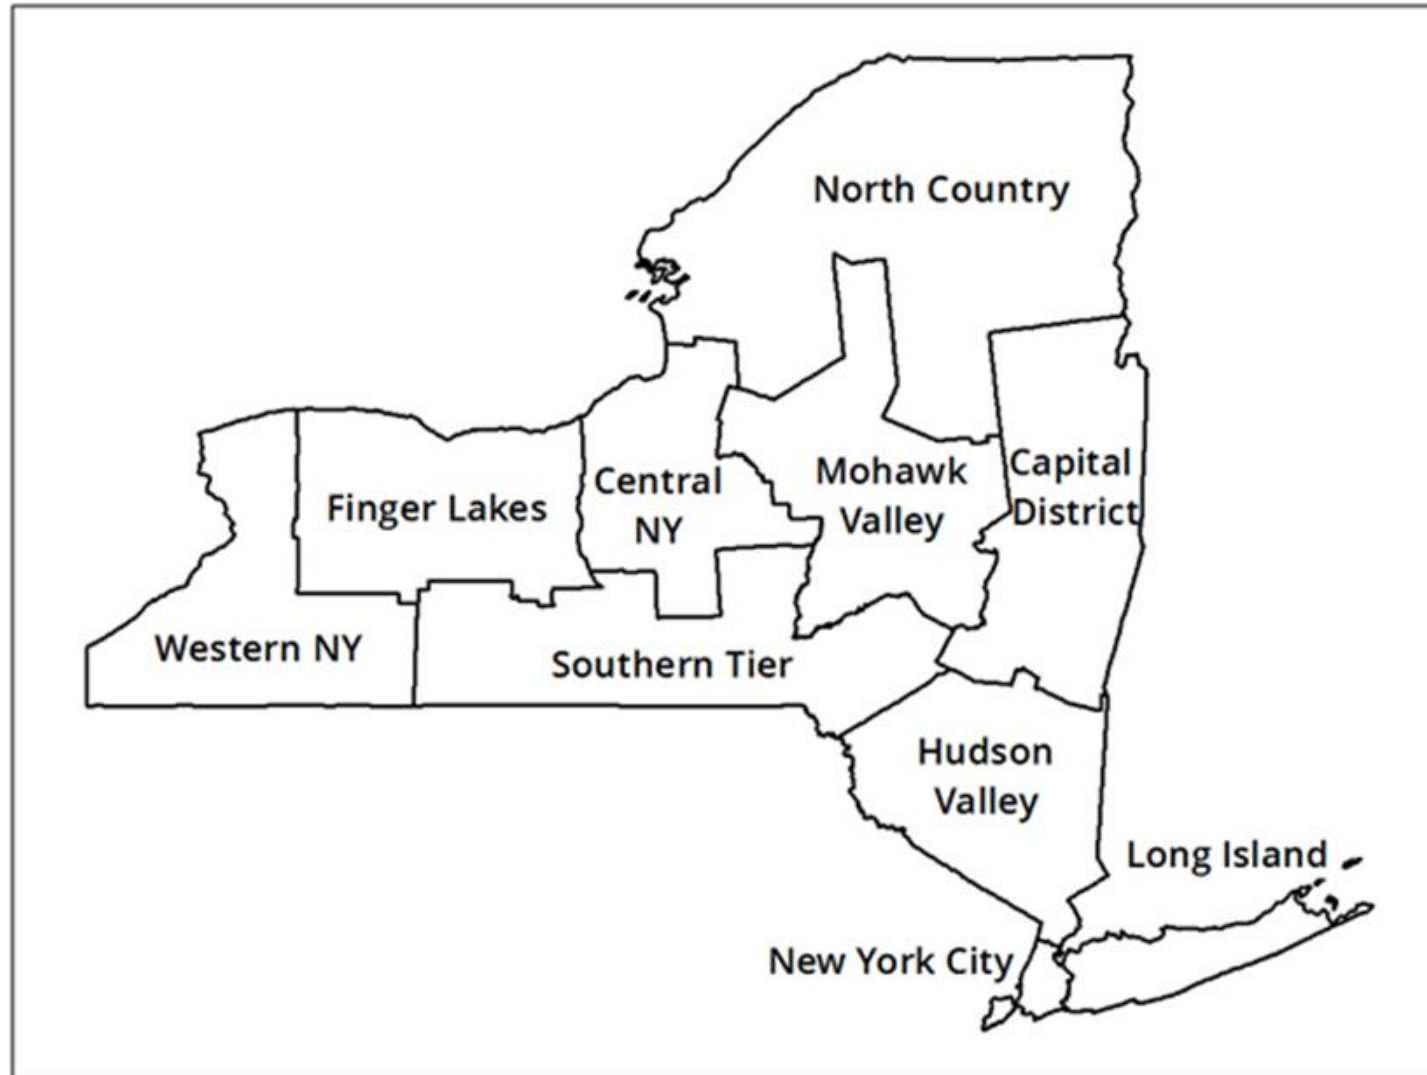 North Country
Capital
District
Mohawk
Valley
Central
NY
Finger Lakes
Western NY
Southern Tier
Hudson
Valley
Long Island
New York City